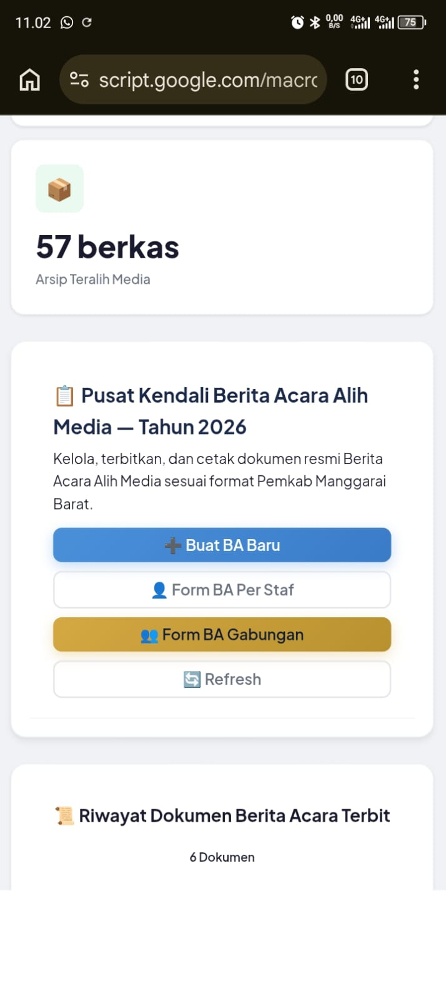 11.02
0,00
B/S
4G+
4G+
75
script.google.com/macro
10
57 berkas
Arsip Teralih Media
Pusat Kendali Berita Acara Alih
Media — Tahun 2026
Kelola, terbitkan, dan cetak dokumen resmi Berita
Acara Alih Media sesuai format Pemkab Manggarai
Barat.
Buat BA Baru
Form BA Per Staf
Form BA Gabungan
Refresh
Riwayat Dokumen Berita Acara Terbit
6 Dokumen